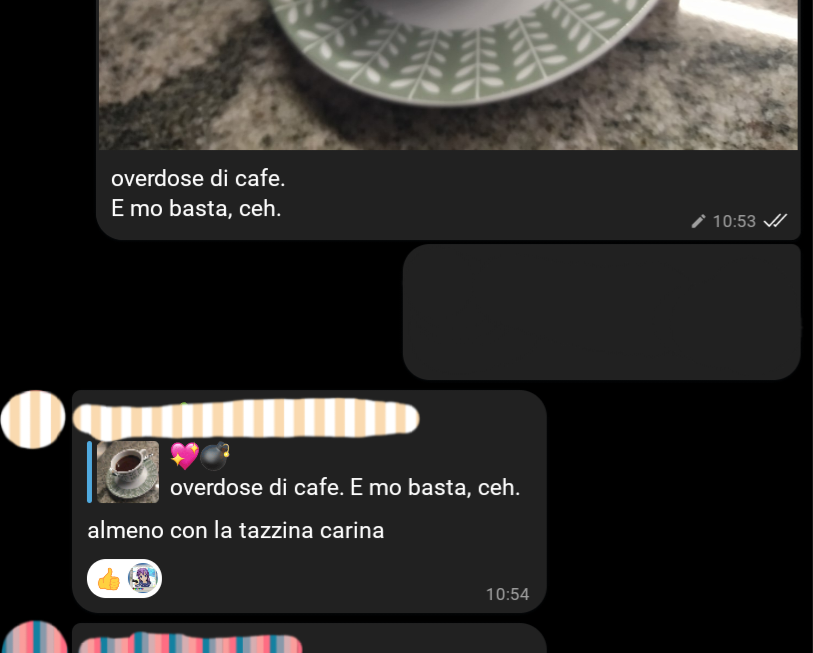 overdose di cafe.
E mo basta, ceh.
10:53
💖💣
overdose di cafe. E mo basta, ceh.
almeno con la tazzina carina
👍
10:54